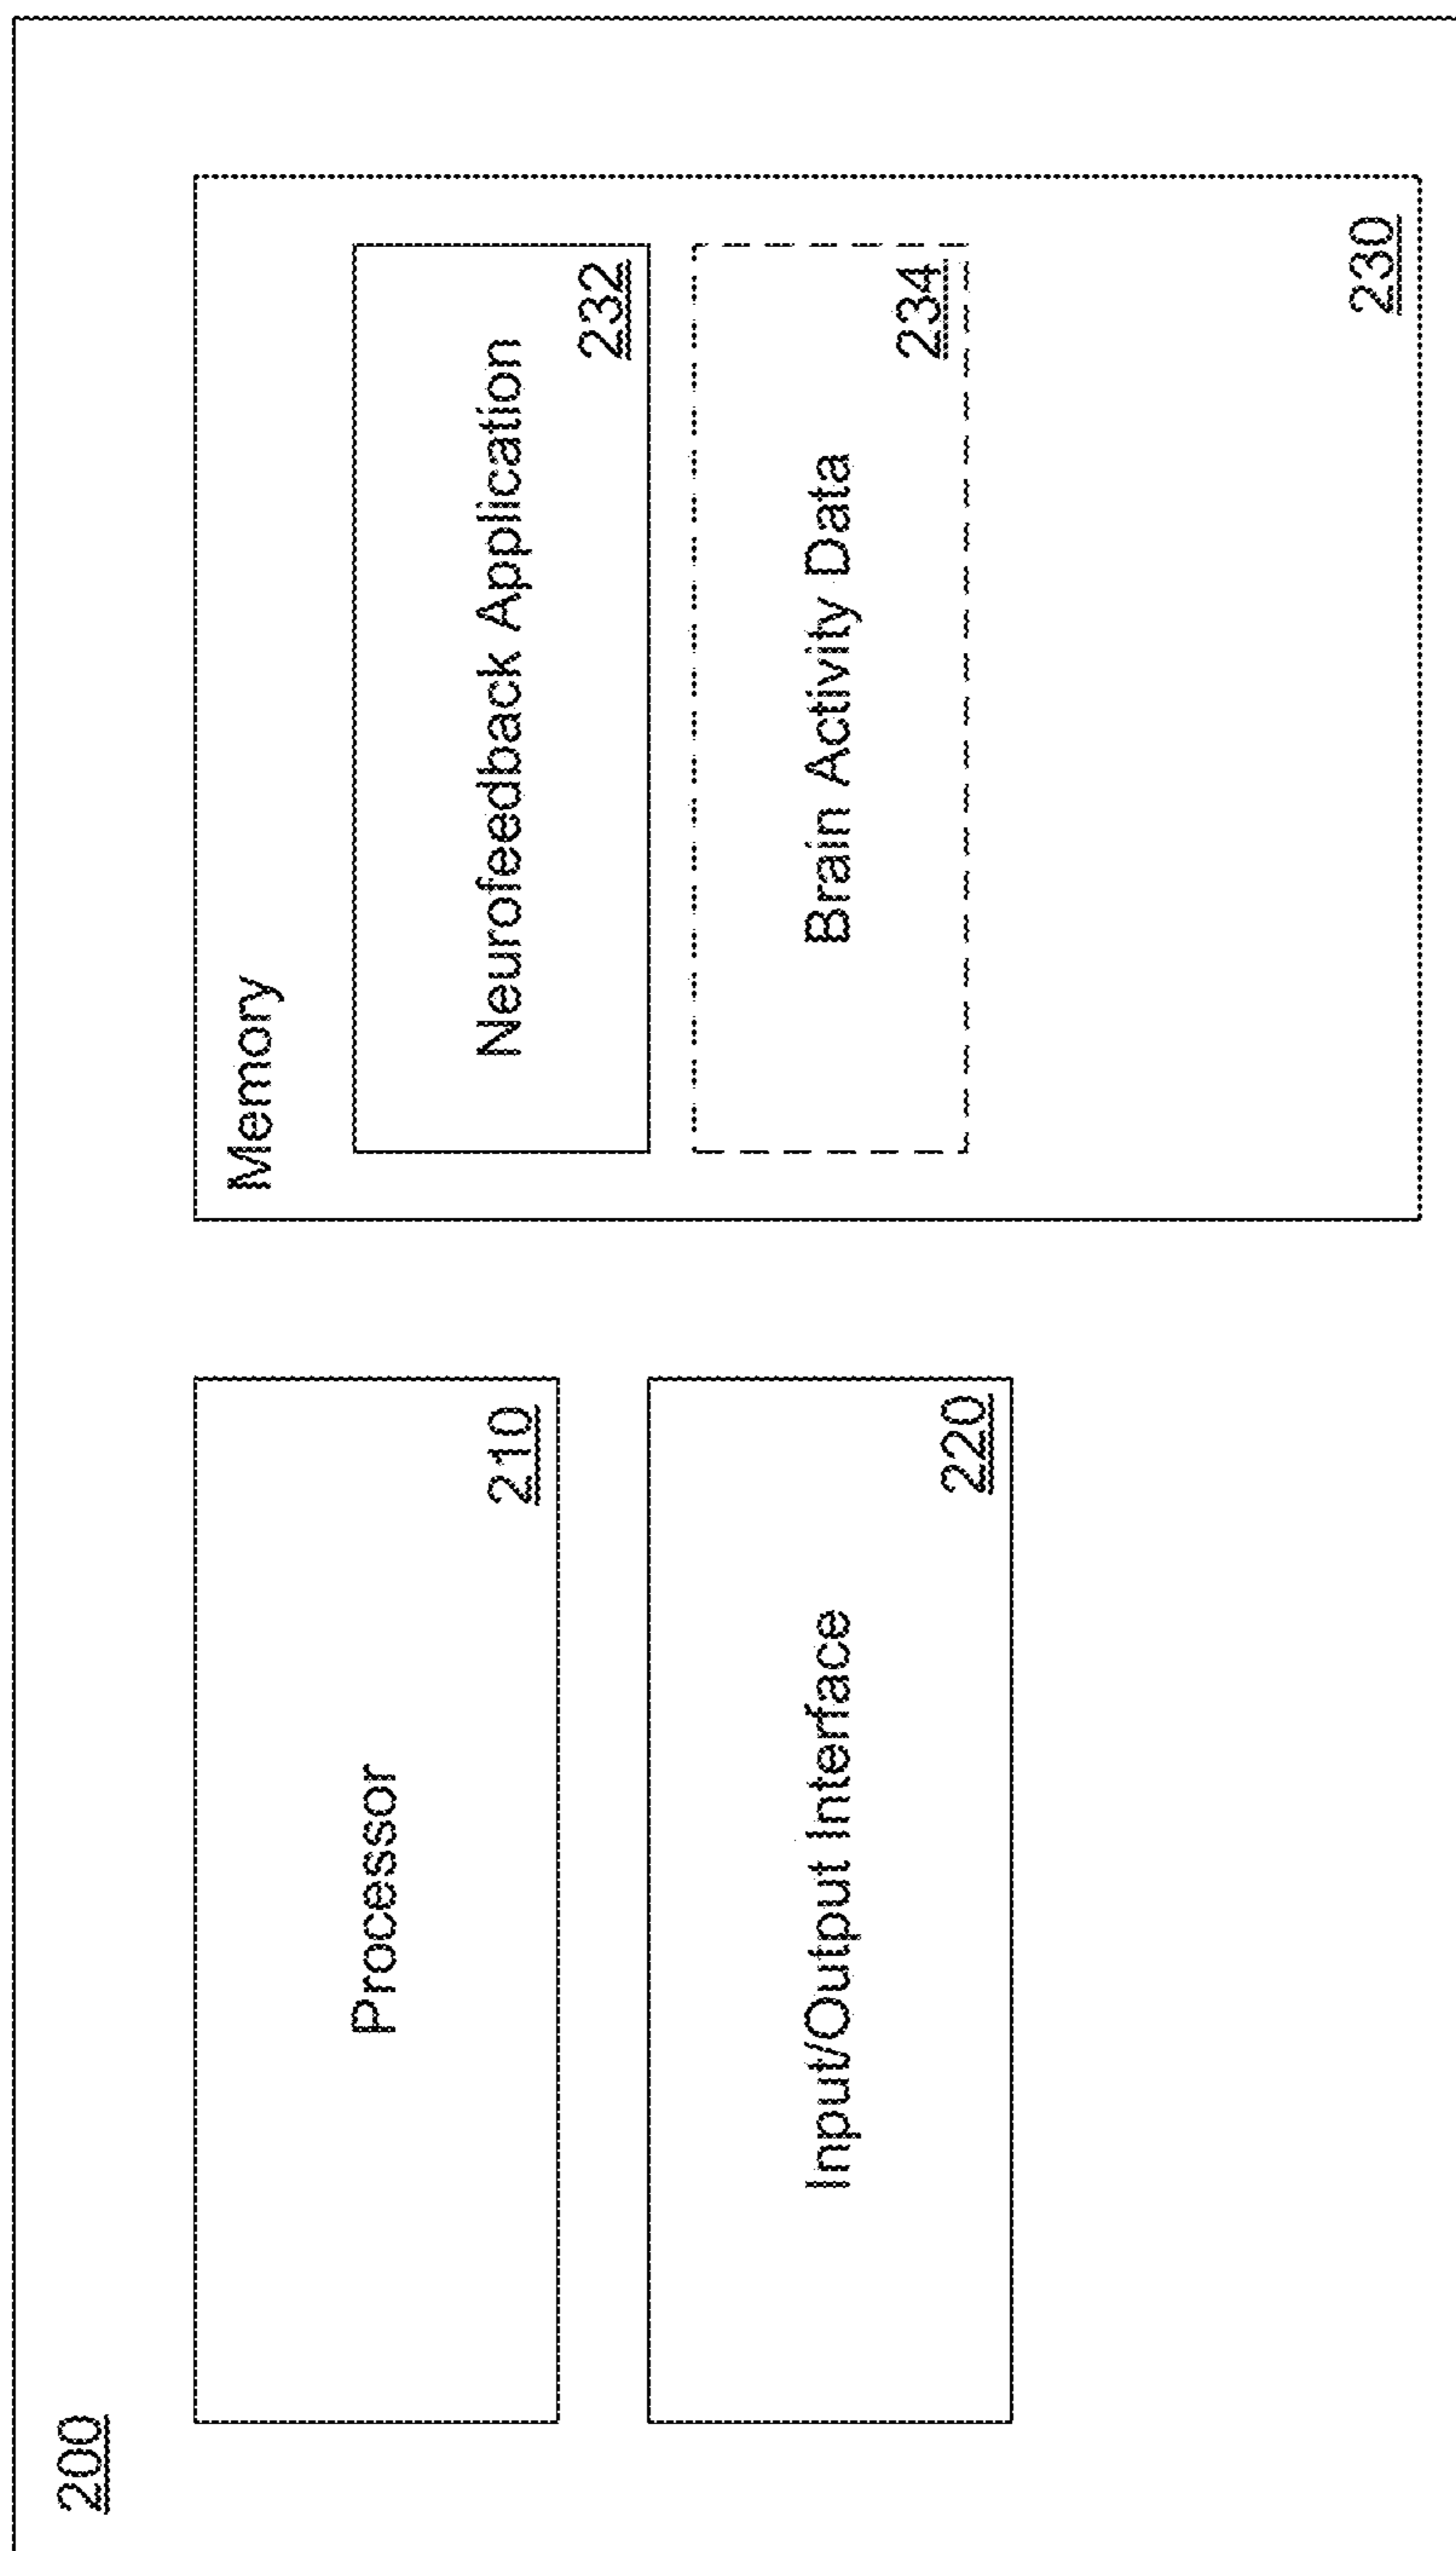 200
Processor
210
Input/Output Interface
220
Memory
Neurofeedback Application
232
Brain Activity Data
234
230